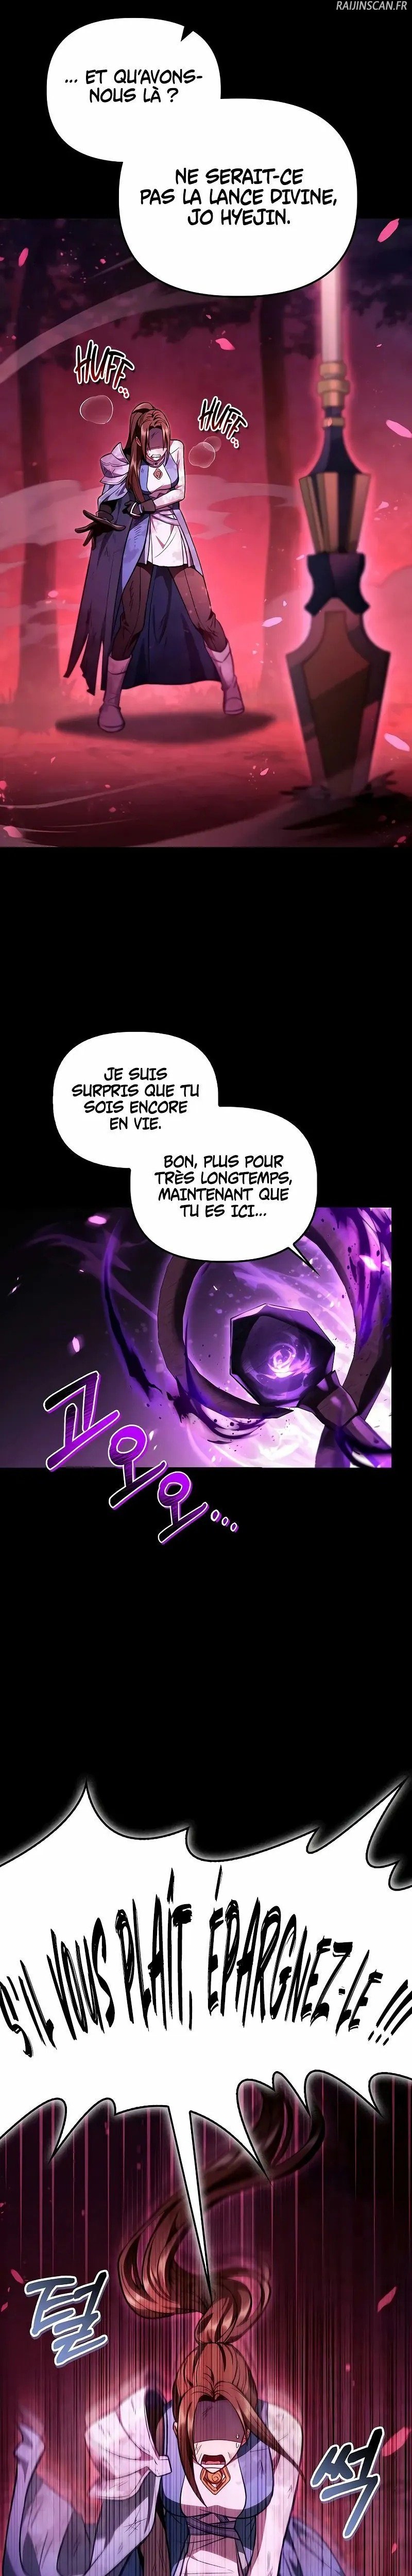 RAIJINSCAN.FR
... ET QU'AVONS-
NOUS LÀ ?
NE SERAIT-CE
PAS LA LANCE DIVINE,
JO HYEJIN.
HUFF..
HUFF..
JE SUIS
SURPRIS QUE TU
SOIS ENCORE
EN VIE.
BON, PLUS POUR
TRÈS LONGTEMPS,
MAINTENANT QUE
TU ES ICI...
고오오...
S'IL VOUS PLAÎT, ÉPARGNEZ-LE !!!
털
썩